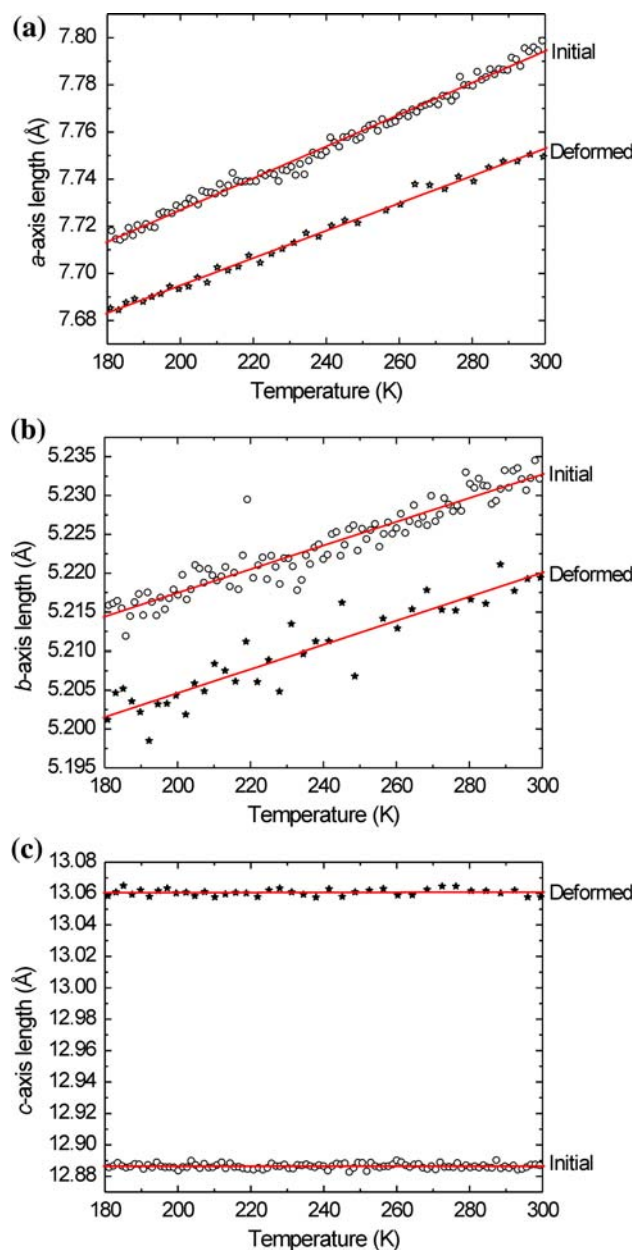 (a)
7.80
7.78
7.76
7.74
7.72
7.70
7.68
a-axis length (Å)
Initial
Deformed
180 200 220 240 260 280 300
Temperature (K)
(b)
5.235
5.230
5.225
5.220
5.215
5.210
5.205
5.200
5.195
b-axis length (Å)
Initial
Deformed
180 200 220 240 260 280 300
Temperature (K)
(c)
13.08
13.06
13.04
13.02
13.00
12.98
12.96
12.94
12.92
12.90
12.88
c-axis length (Å)
Deformed
Initial
180 200 220 240 260 280 300
Temperature (K)